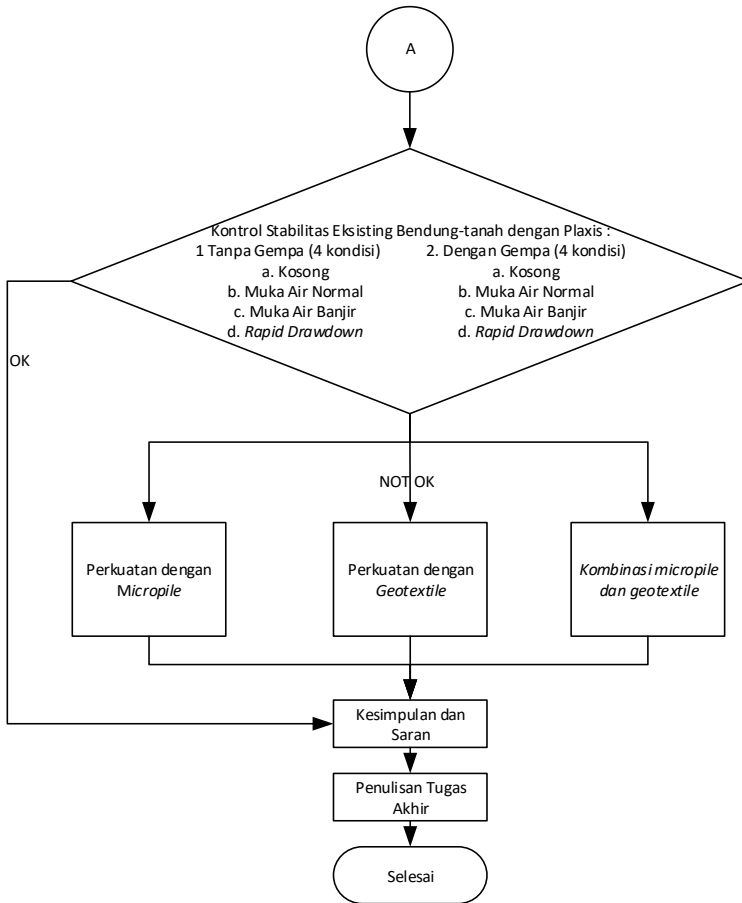 A
Kontrol Stabilitas Eksisting Bendung-tanah dengan Plaxis :
1 Tanpa Gempa (4 kondisi)
a. Kosong
b. Muka Air Normal
c. Muka Air Banjir
d. Rapid Drawdown
2. Dengan Gempa (4 kondisi)
a. Kosong
b. Muka Air Normal
c. Muka Air Banjir
d. Rapid Drawdown
OK
NOT OK
Perkuatan dengan
Micropile
Perkuatan dengan
Geotextile
Kombinasi micropile
dan geotextile
Kesimpulan dan
Saran
Penulisan Tugas
Akhir
Selesai